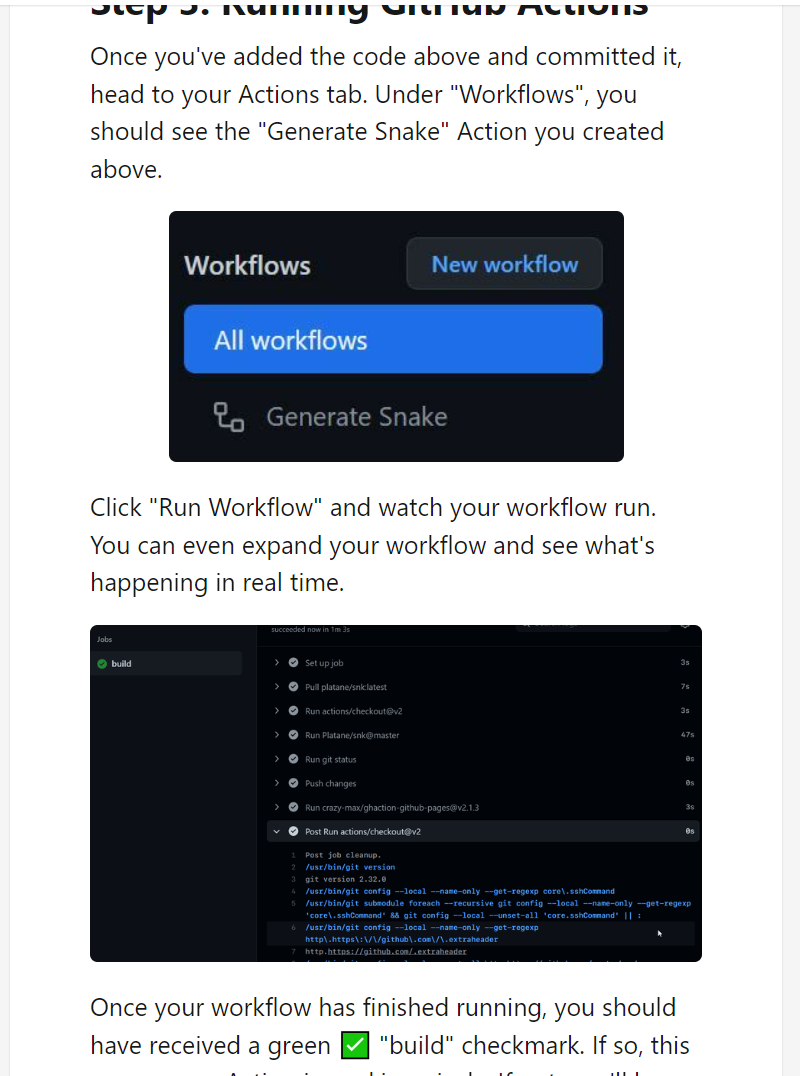 Step 5: Running GitHub Actions
Once you've added the code above and committed it,
head to your Actions tab. Under "Workflows", you
should see the "Generate Snake" Action you created
above.
Workflows
New workflow
All workflows
Generate Snake
Click "Run Workflow" and watch your workflow run.
You can even expand your workflow and see what's
happening in real time.
Jobs
build
succeeded now in 1m 3s
Set up job 3s
Pull platane/snk:latest 7s
Run actions/checkout@v2 3s
Run Platane/snk@master 47s
Run git status 0s
Push changes 0s
Run crazy-max/ghaction-github-pages@v2.1.3 3s
Post Run actions/checkout@v2 0s
1 Post job cleanup.
2 /usr/bin/git version
3 git version 2.32.0
4 /usr/bin/git config --local --name-only --get-regexp core\.sshCommand
5 /usr/bin/git submodule foreach --recursive git config --local --name-only --get-regexp
'core\.sshCommand' && git config --local --unset-all 'core.sshCommand' || :
6 /usr/bin/git config --local --name-only --get-regexp
http\.https\:\/\/github\.com\/\.extraheader
7 http.https://github.com/.extraheader
Once your workflow has finished running, you should
have received a green ✅ "build" checkmark. If so, this